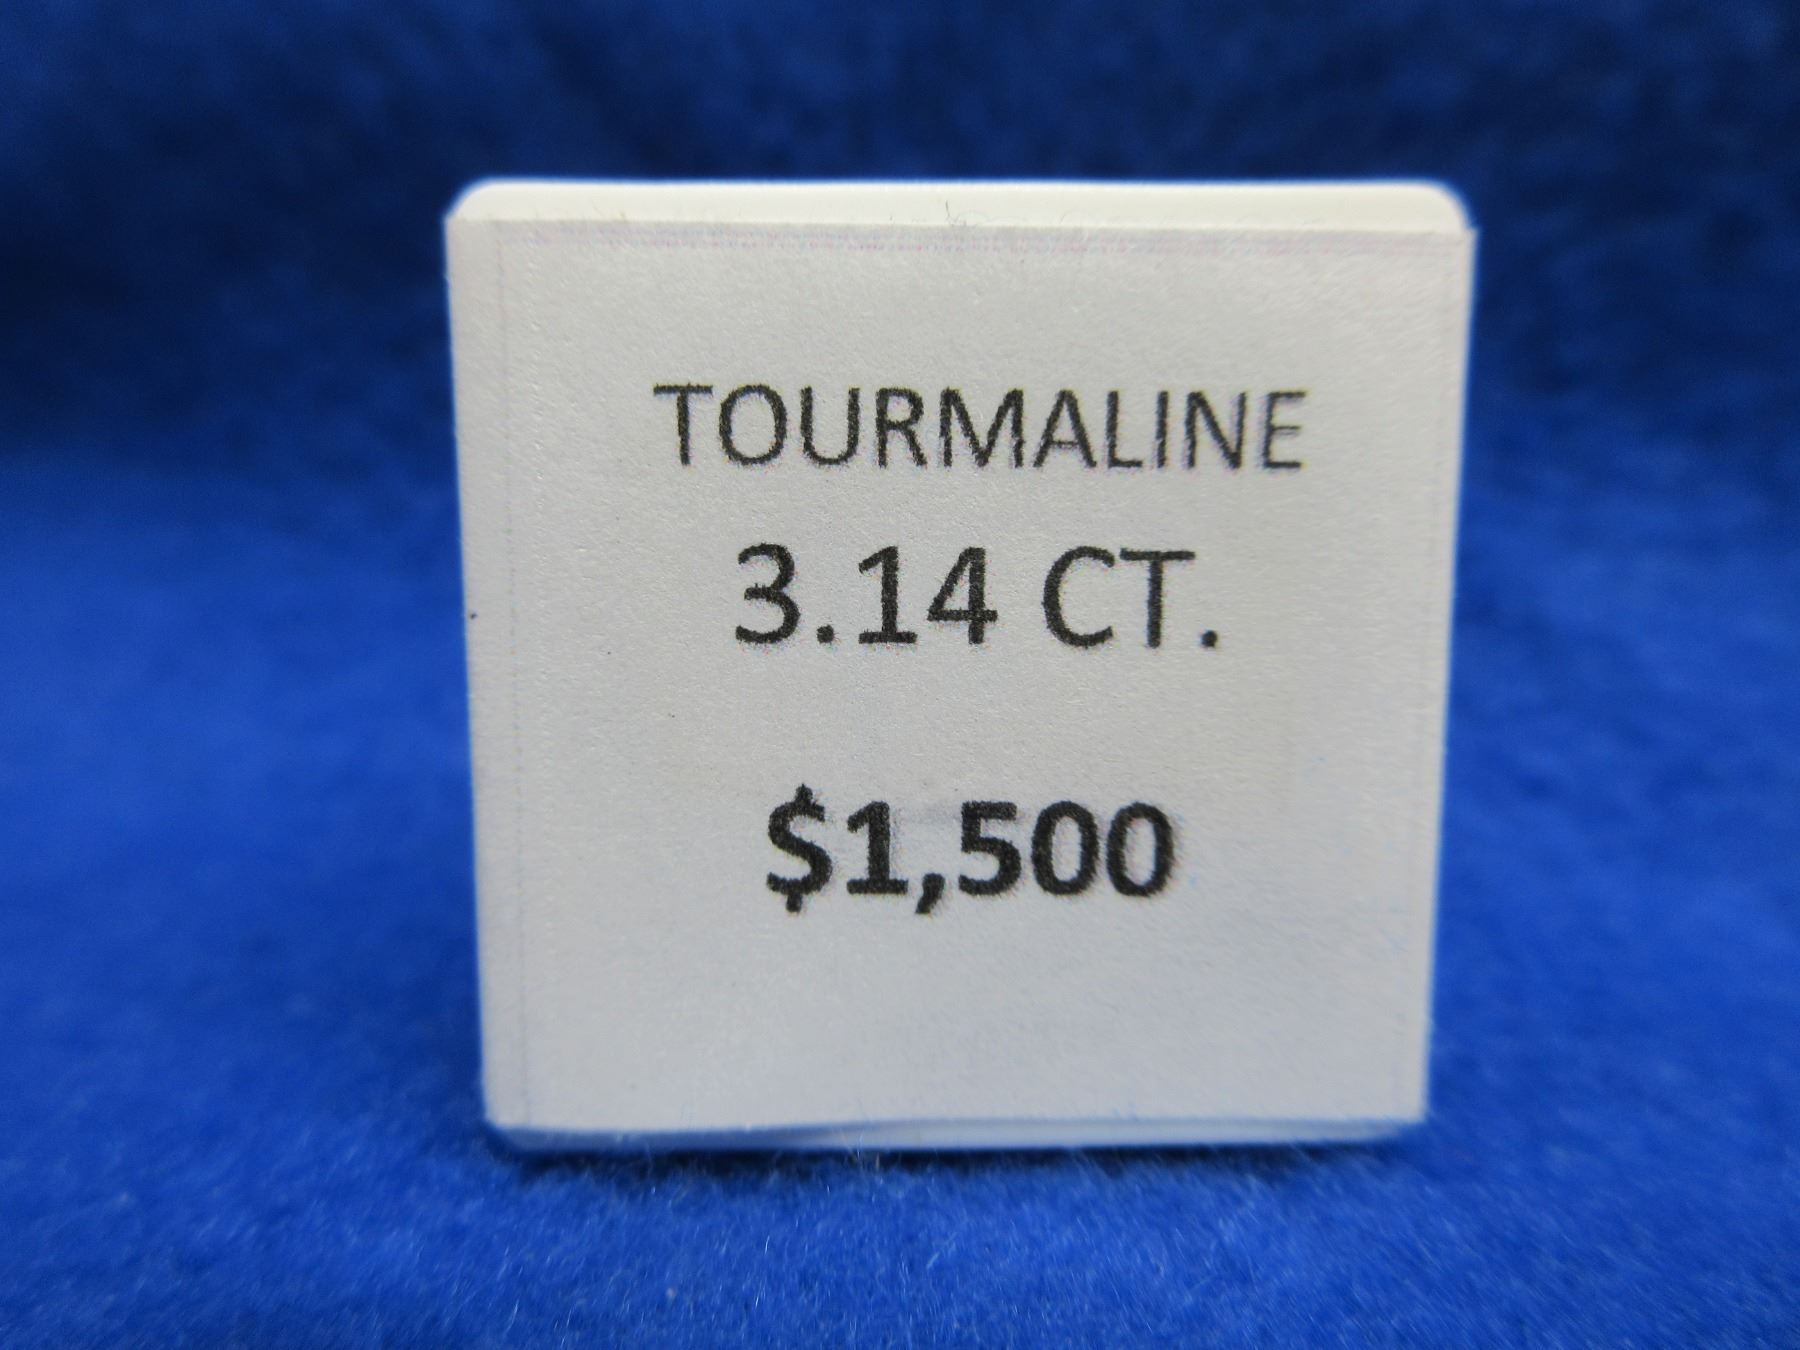 TOURMALINE
3.14 CT.
$1,500